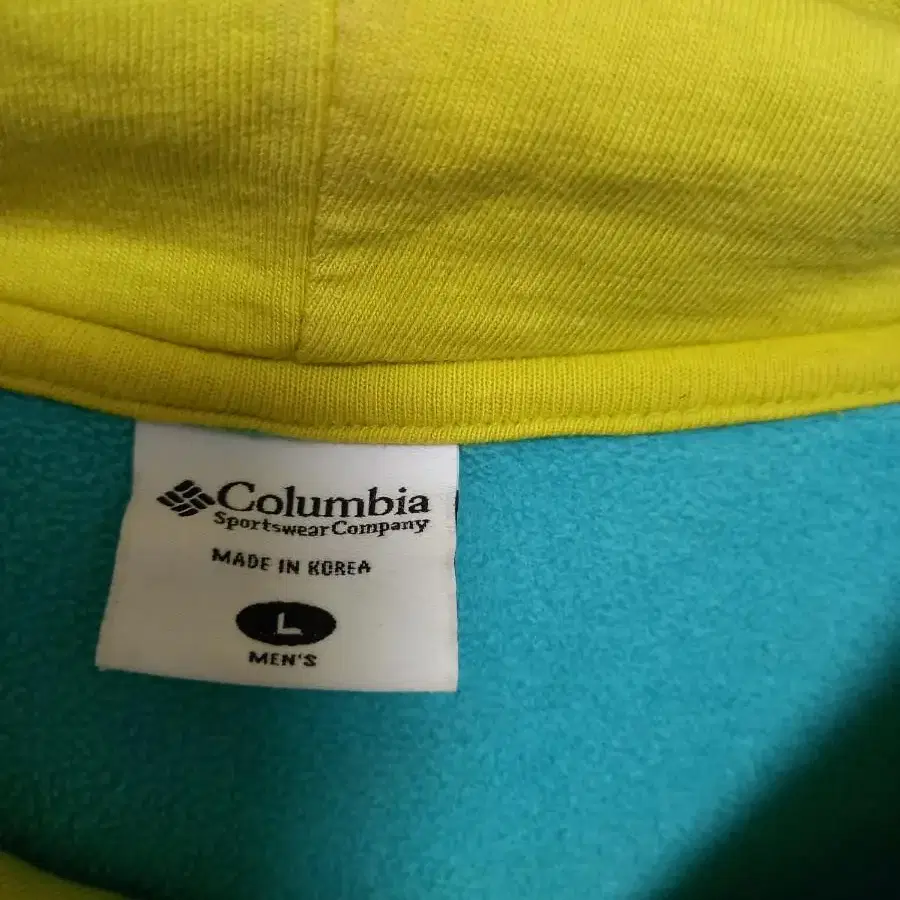 Columbia
Sportswear Company
MADE IN KOREA
L
MEN'S